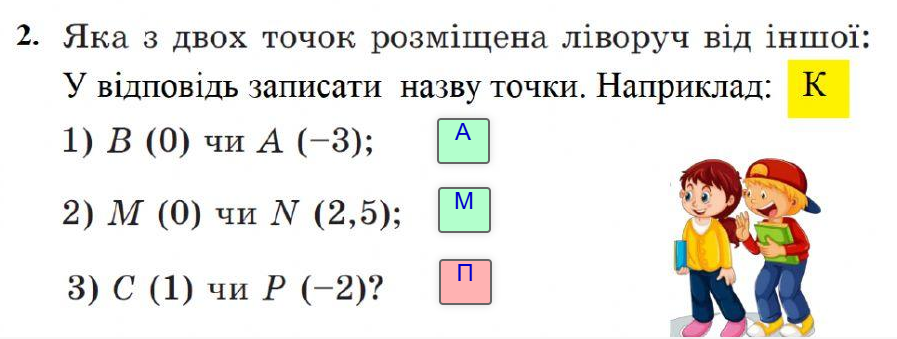 2. Яка з двох точок розміщена ліворуч від іншої:
У відповідь записати назву точки. Наприклад: К
1) B (0) чи A (−3); А
2) M (0) чи N (2,5); М
3) C (1) чи P (−2)? П